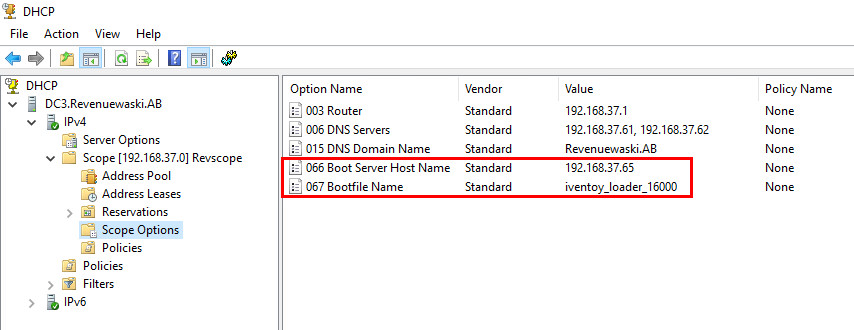 DHCP
File Action View Help
DHCP
DC3.Revenuewaski.AB
IPv4
Server Options
Scope [192.168.37.0] Revscope
Address Pool
Address Leases
Reservations
Scope Options
Policies
Policies
Filters
IPv6
Option Name Vendor Value Policy Name
003 Router Standard 192.168.37.1 None
006 DNS Servers Standard 192.168.37.61, 192.168.37.62 None
015 DNS Domain Name Standard Revenuewaski.AB None
066 Boot Server Host Name Standard 192.168.37.65 None
067 Bootfile Name Standard iventoy_loader_16000 None